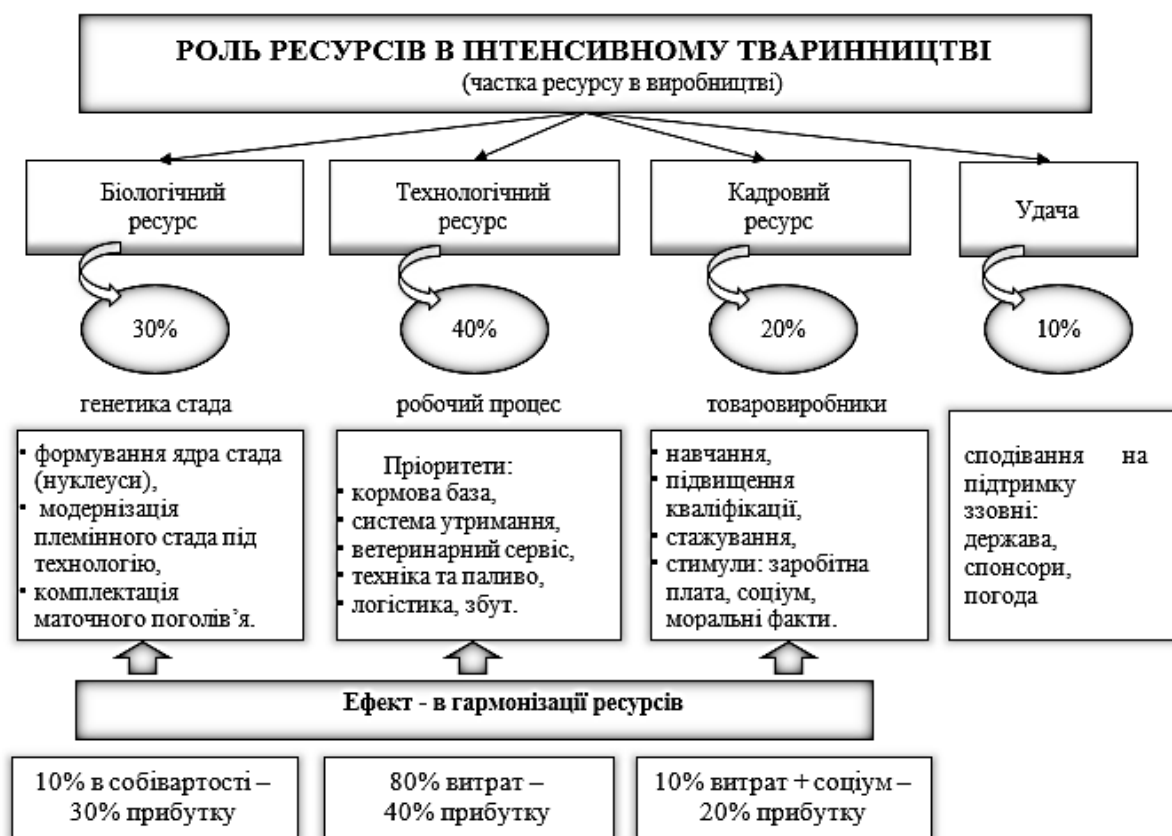 РОЛЬ РЕСУРСІВ В ІНТЕНСИВНОМУ ТВАРИННИЦТВІ
(частка ресурсу в виробництві)
Біологічний
ресурс
Технологічний
ресурс
Кадровий
ресурс
Удача
30%
40%
20%
10%
генетика стада
робочий процес
товаровиробники
▪ формування ядра стада
(нуклеуси),
▪ модернізація
племінного стада під
технологію,
▪ комплектація
маточного поголів’я.
Пріоритети:
▪ кормова база,
▪ система утримання,
▪ ветеринарний сервіс,
▪ техніка та паливо,
▪ логістика, збут.
▪ навчання,
▪ підвищення
кваліфікації,
▪ стажування,
▪ стимули: заробітна
плата, соціум,
моральні факти.
сподівання на
підтримку
ззовні:
держава,
спонсори,
погода
Ефект - в гармонізації ресурсів
10% в собівартості –
30% прибутку
80% витрат –
40% прибутку
10% витрат + соціум –
20% прибутку